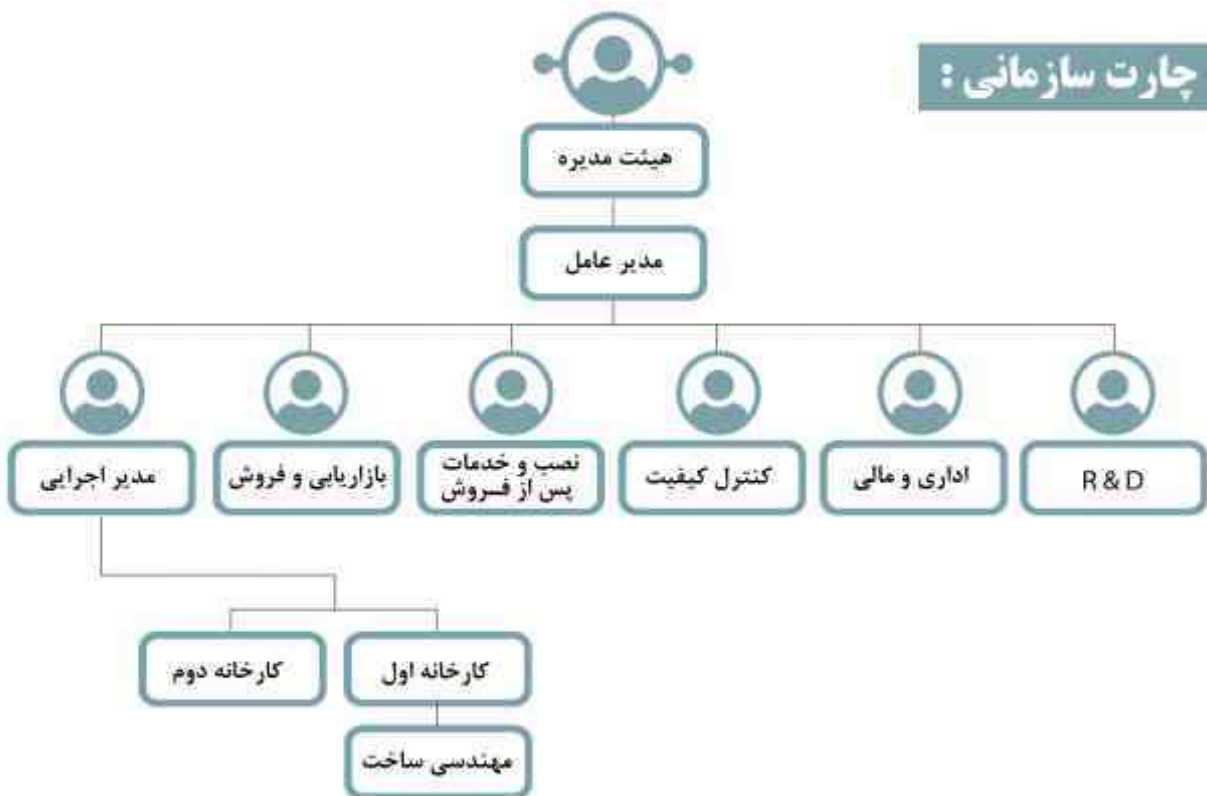 چارت سازمانی :
هیئت مدیره
مدیر عامل
R & D
اداری و مالی
کنترل کیفیت
نصب و خدمات
پس از فروش
بازاریابی و فروش
مدیر اجرایی
کارخانه اول
کارخانه دوم
مهندسی ساخت